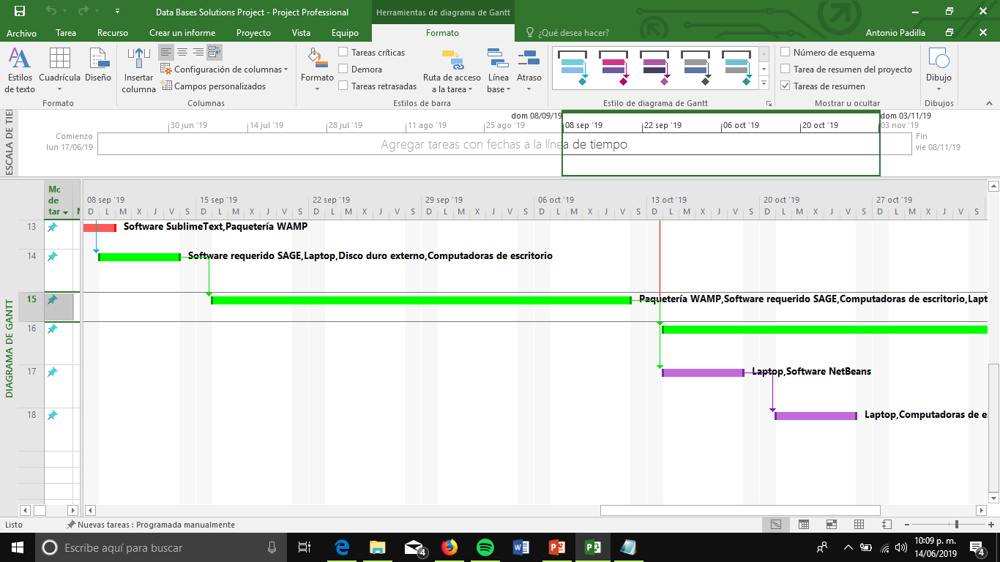 Data Bases Solutions Project - Project Professional
Herramientas de diagrama de Gantt
Archivo Tarea Recurso Crear un informe Proyecto Vista Equipo Formato ¿Qué desea hacer? Antonio Padilla
Estilos de texto
Cuadrícula
Diseño
Formato
Insertar columna
Configuración de columnas
Campos personalizados
Columnas
Formato
Tareas críticas
Demora
Tareas retrasadas
Ruta de acceso a la tarea
Línea base
Atraso
Estilos de barra
Estilo de diagrama de Gantt
Número de esquema
Tarea de resumen del proyecto
Tareas de resumen
Mostrar u ocultar
Dibujo
Dibujos
ESCALA DE TIE
dom 08/09/19 dom 03/11/19
30 jun '19 14 jul '19 28 jul '19 11 ago '19 25 ago '19 08 sep '19 22 sep '19 06 oct '19 20 oct '19 03 nov '19
Comienzo
lun 17/06/19
Agregar tareas con fechas a la línea de tiempo
Fin
vie 08/11/19
DIAGRAMA DE GANTT
Mc
de
tar
08 sep '19 15 sep '19 22 sep '19 29 sep '19 06 oct '19 13 oct '19 20 oct '19 27 oct '19
D L M X J V S D L M X J V S D L M X J V S D L M X J V S D L M X J V S D L M X J V S D L M X J V S D L M X J V S
13 Software SublimeText,Paquetería WAMP
14 Software requerido SAGE,Laptop,Disco duro externo,Computadoras de escritorio
15 Paquetería WAMP,Software requerido SAGE,Computadoras de escritorio,Lapt
16
17 Laptop,Software NetBeans
18 Laptop,Computadoras de es
Listo Nuevas tareas : Programada manualmente
Escribe aquí para buscar
4
10:09 p. m.
14/06/2019
4